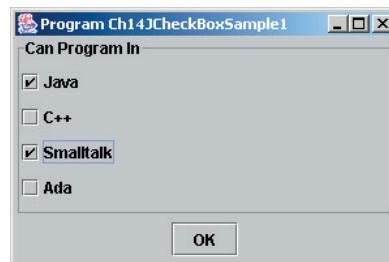 Program Ch14JCheckBoxSample1
Can Program In
Java
C++
Smalltalk
Ada
OK